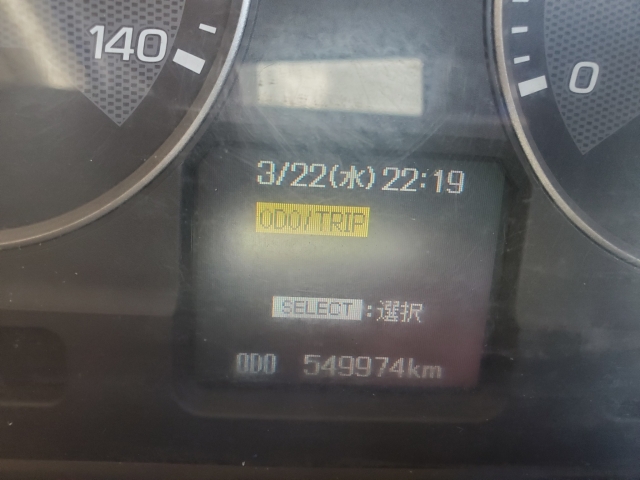 140
0
3/22(水)22:19
ODO/TRIP
SELECT:選択
ODO 549974km